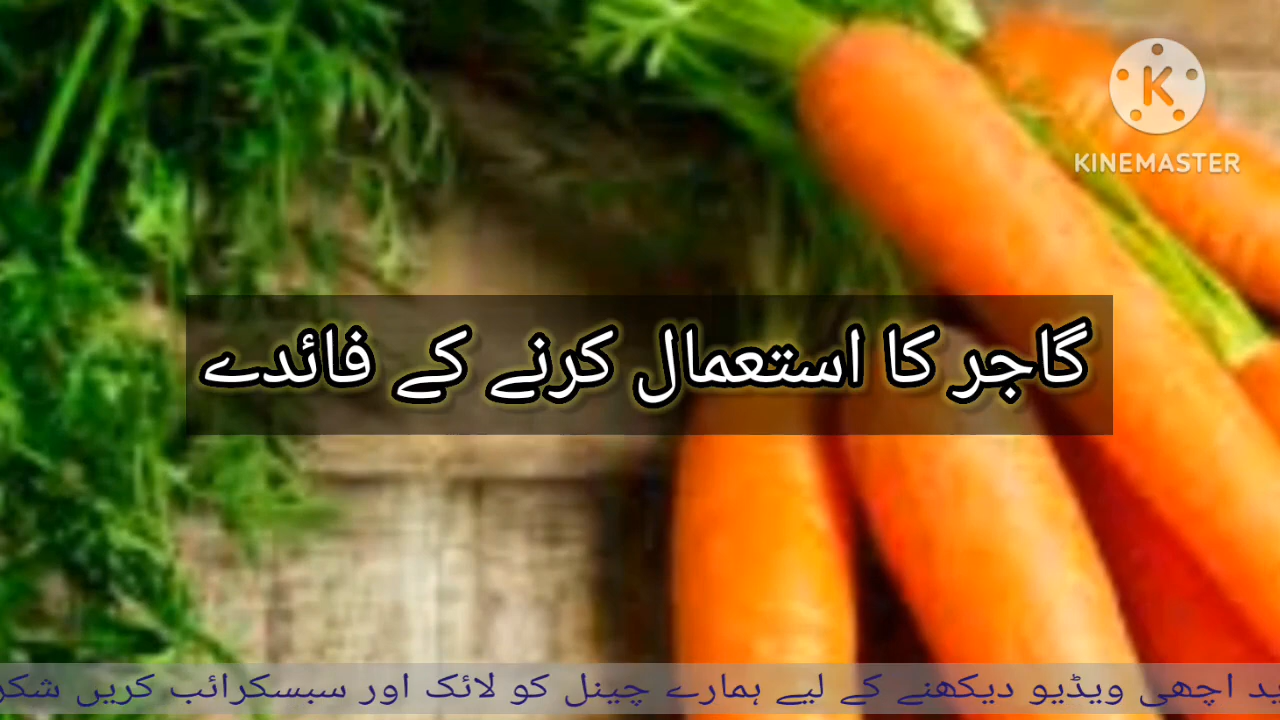 KINEMASTER
گاجر کا استعمال کرنے کے فائدے
اچھی ویڈیو دیکھنے کے لیے ہمارے چینل کو لائک اور سبسکرائب کریں